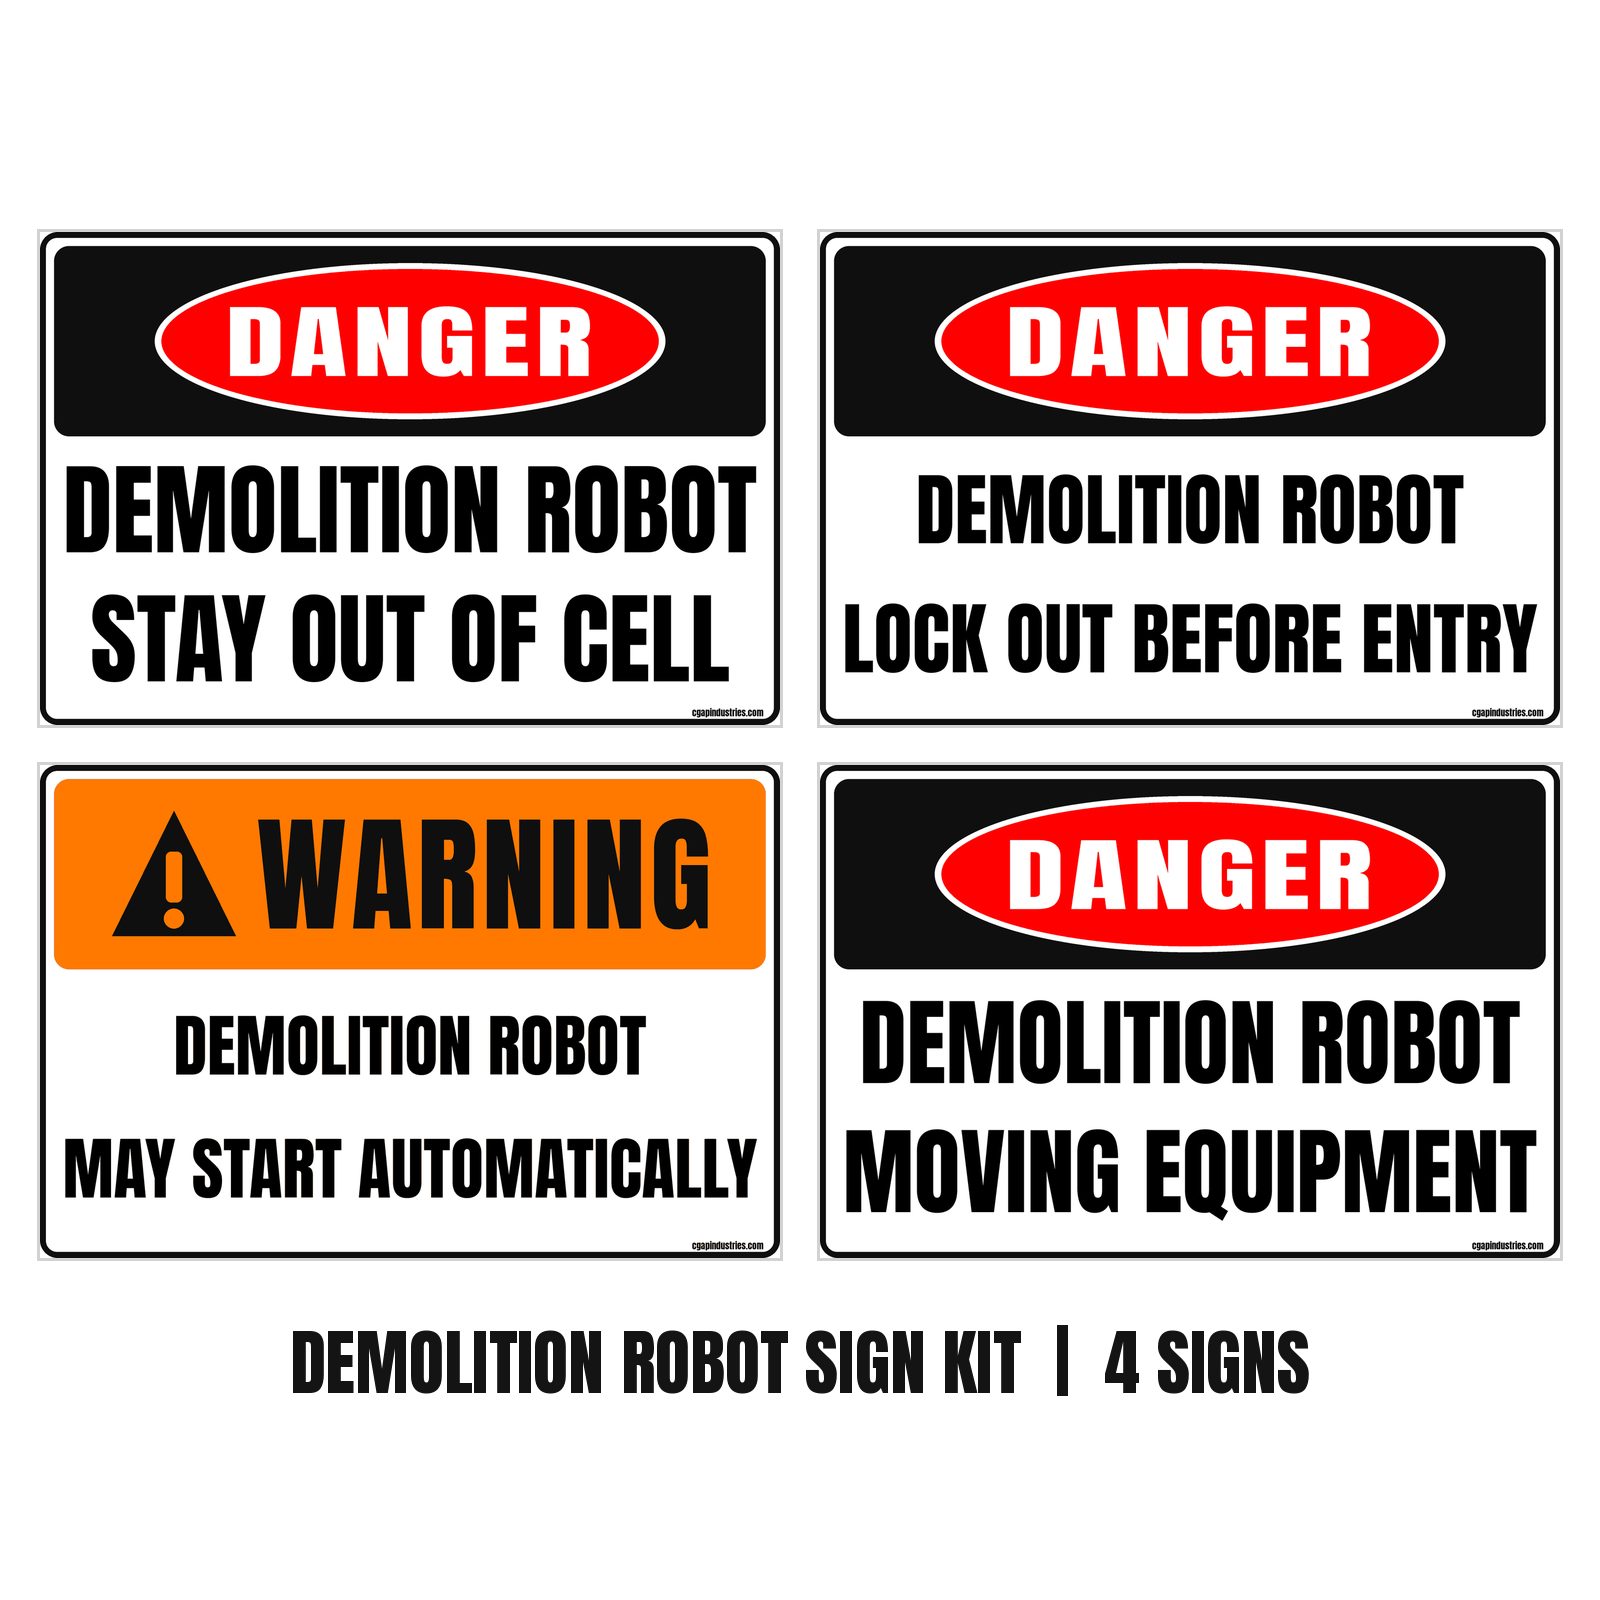 DANGER
DEMOLITION ROBOT
STAY OUT OF CELL
cgapindustries.com
DANGER
DEMOLITION ROBOT
LOCK OUT BEFORE ENTRY
cgapindustries.com
WARNING
DEMOLITION ROBOT
MAY START AUTOMATICALLY
cgapindustries.com
DANGER
DEMOLITION ROBOT
MOVING EQUIPMENT
cgapindustries.com
DEMOLITION ROBOT SIGN KIT | 4 SIGNS